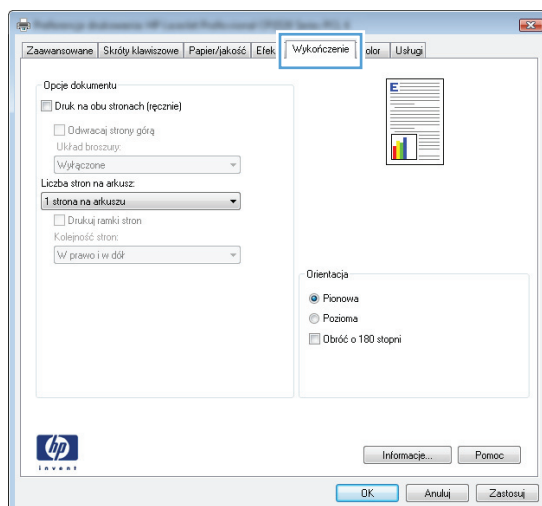 Zaawansowane Skróty klawiszowe Papier/jakość Efek Wykończenie olor Usługi
Opcje dokumentu
Druk na obu stronach (ręcznie)
Odwracaj strony górą
Układ broszury:
Wyłączone
Liczba stron na arkusz:
1 strona na arkuszu
Drukuj ramki stron
Kolejność stron:
W prawo i w dół
E
Orientacja
Pionowa
Pozioma
Obróć o 180 stopni
hp
invent
Informacje... Pomoc
OK Anuluj Zastosuj